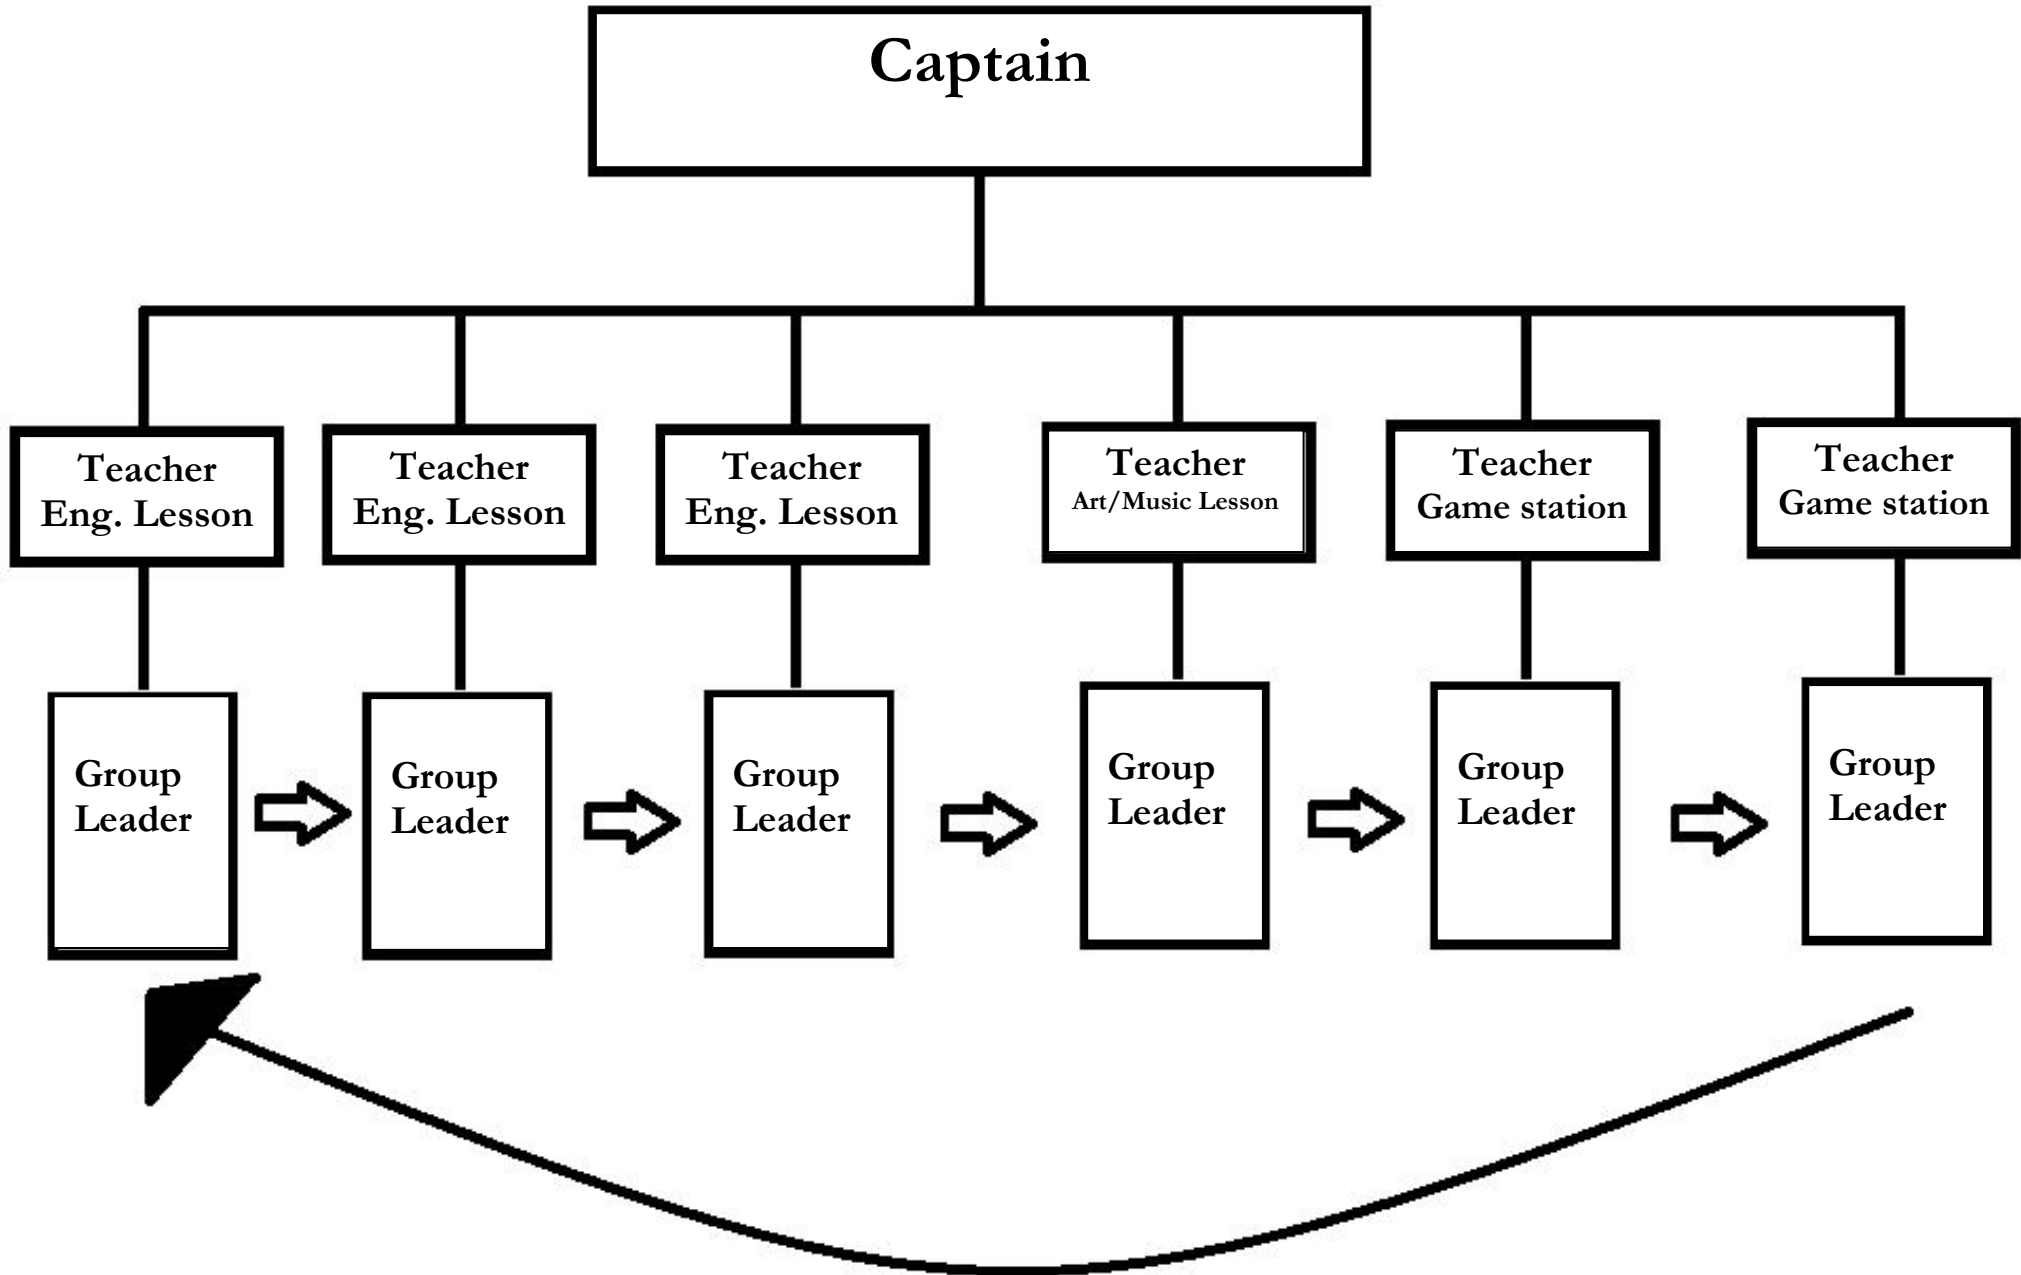 Captain
Teacher
Eng. Lesson
Teacher
Eng. Lesson
Teacher
Eng. Lesson
Teacher
Art/Music Lesson
Teacher
Game station
Teacher
Game station
Group
Leader
Group
Leader
Group
Leader
Group
Leader
Group
Leader
Group
Leader